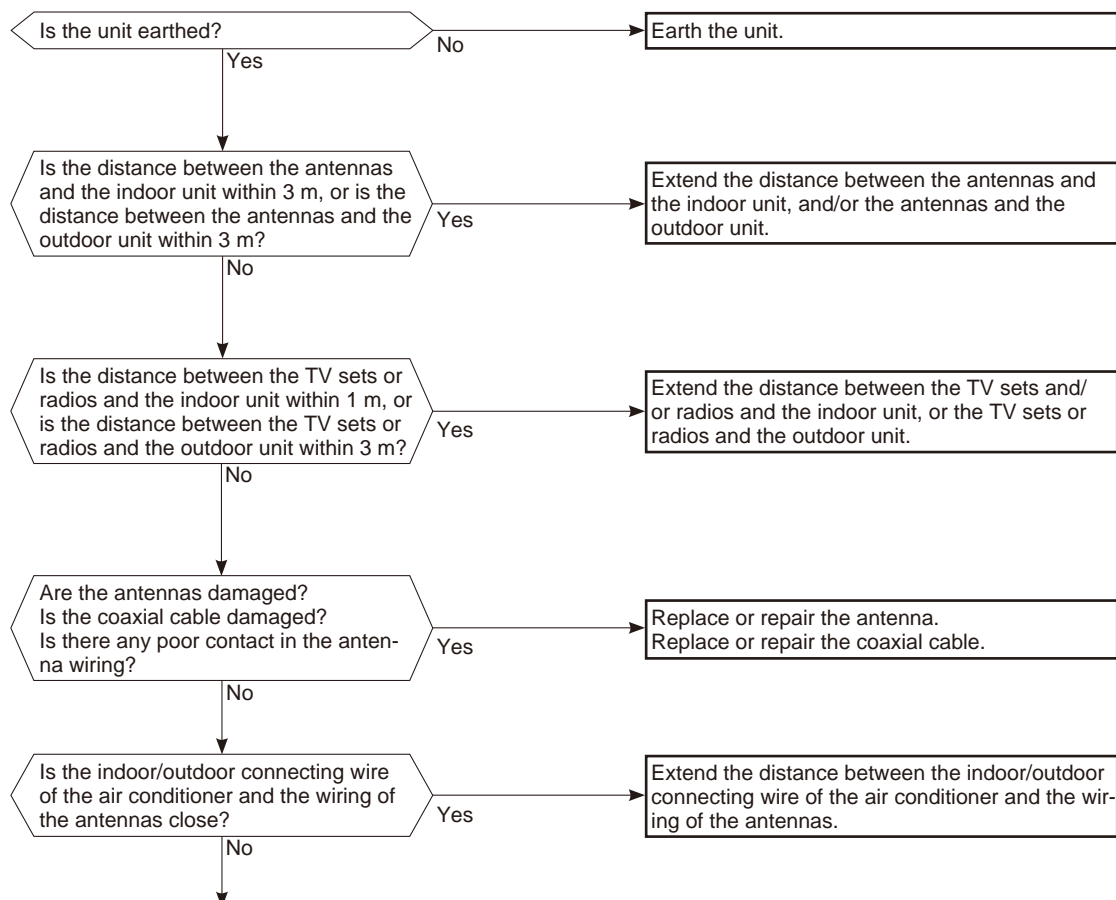 Is the unit earthed?
No
Earth the unit.
Yes
Is the distance between the antennas
and the indoor unit within 3 m, or is the
distance between the antennas and the
outdoor unit within 3 m?
Yes
Extend the distance between the antennas and
the indoor unit, and/or the antennas and the
outdoor unit.
No
Is the distance between the TV sets or
radios and the indoor unit within 1 m, or
is the distance between the TV sets or
radios and the outdoor unit within 3 m?
Yes
Extend the distance between the TV sets and/
or radios and the indoor unit, or the TV sets or
radios and the outdoor unit.
No
Are the antennas damaged?
Is the coaxial cable damaged?
Is there any poor contact in the anten-
na wiring?
Yes
Replace or repair the antenna.
Replace or repair the coaxial cable.
No
Is the indoor/outdoor connecting wire
of the air conditioner and the wiring of
the antennas close?
Yes
Extend the distance between the indoor/outdoor
connecting wire of the air conditioner and the wir-
ing of the antennas.
No